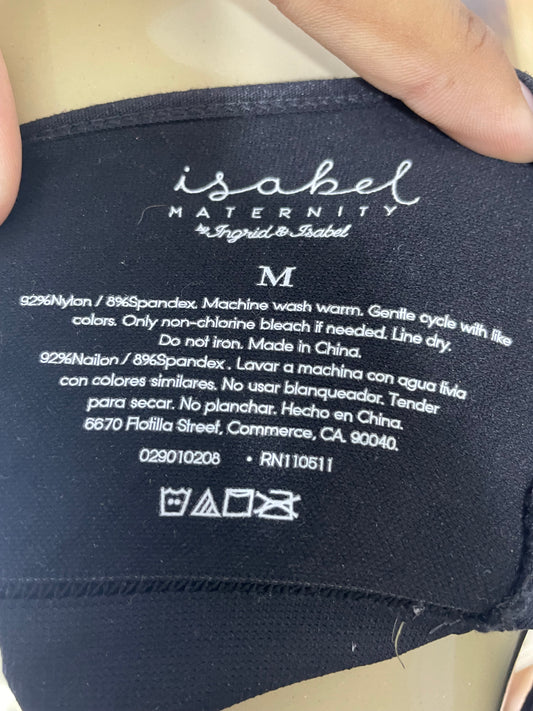 isabel
MATERNITY
by Ingrid & Isabel
M
92%Nylon / 8%Spandex. Machine wash warm. Gentle cycle with like
colors. Only non-chlorine bleach if needed. Line dry.
Do not iron. Made in China.
92%Nailon / 8%Spandex . Lavar a machina con agua livia
con colores similares. No usar blanqueador. Tender
para secar. No planchar. Hecho en China.
6670 Flotilla Street, Commerce, CA. 90040.
029010208 • RN110511